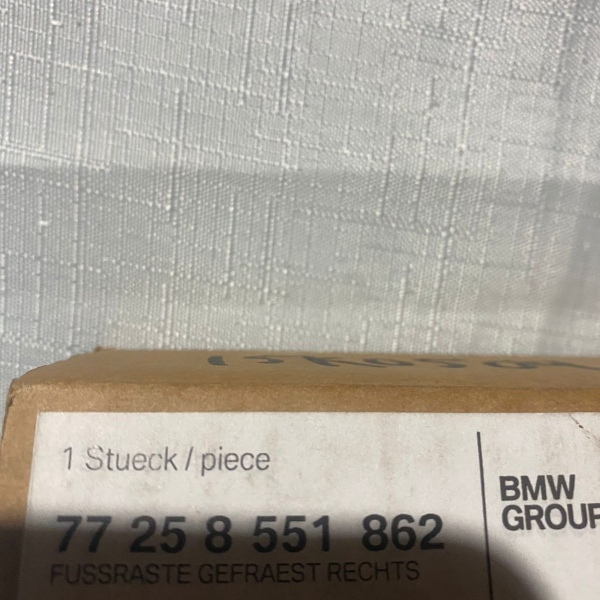 1 Stueck / piece
77 25 8 551 862
FUSSRASTE GEFRAEST RECHTS
BMW
GROUP